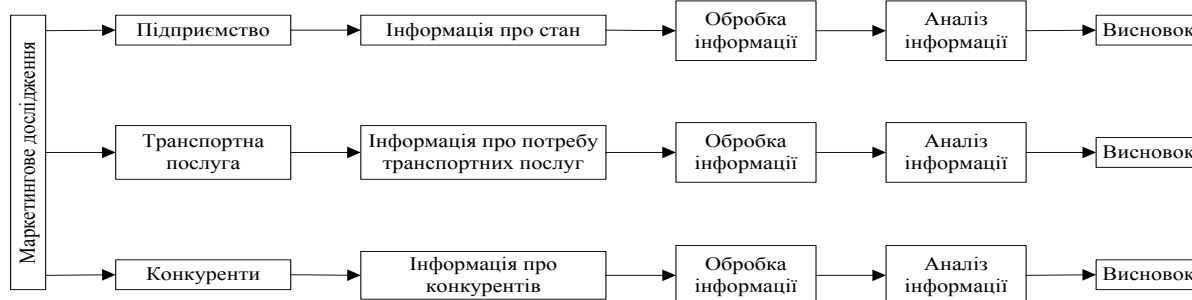 Маркетингове дослідження
Підприємство
Інформація про стан
Обробка
інформації
Аналіз
інформації
Висновок
Транспортна
послуга
Інформація про потребу
транспортних послуг
Обробка
інформації
Аналіз
інформації
Висновок
Конкуренти
Інформація про
конкурентів
Обробка
інформації
Аналіз
інформації
Висновок